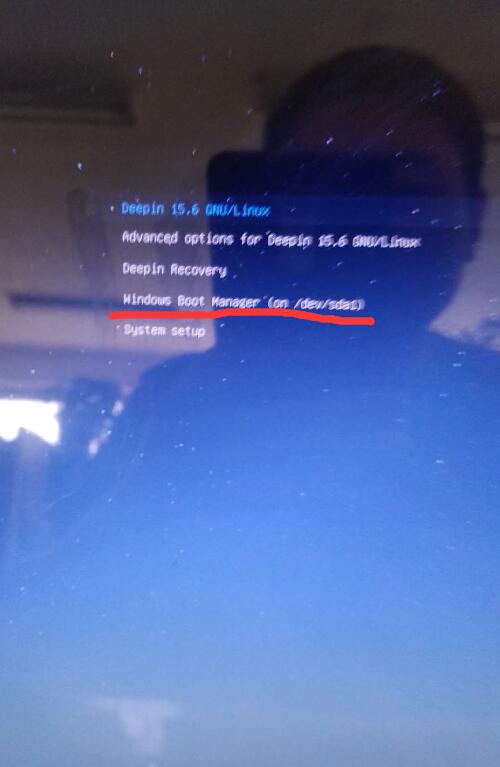 Deepin 15.6 GNU/Linux
Advanced options for Deepin 15.6 GNU/Linux
Deepin Recovery
Windows Boot Manager (on /dev/sda1)
System setup